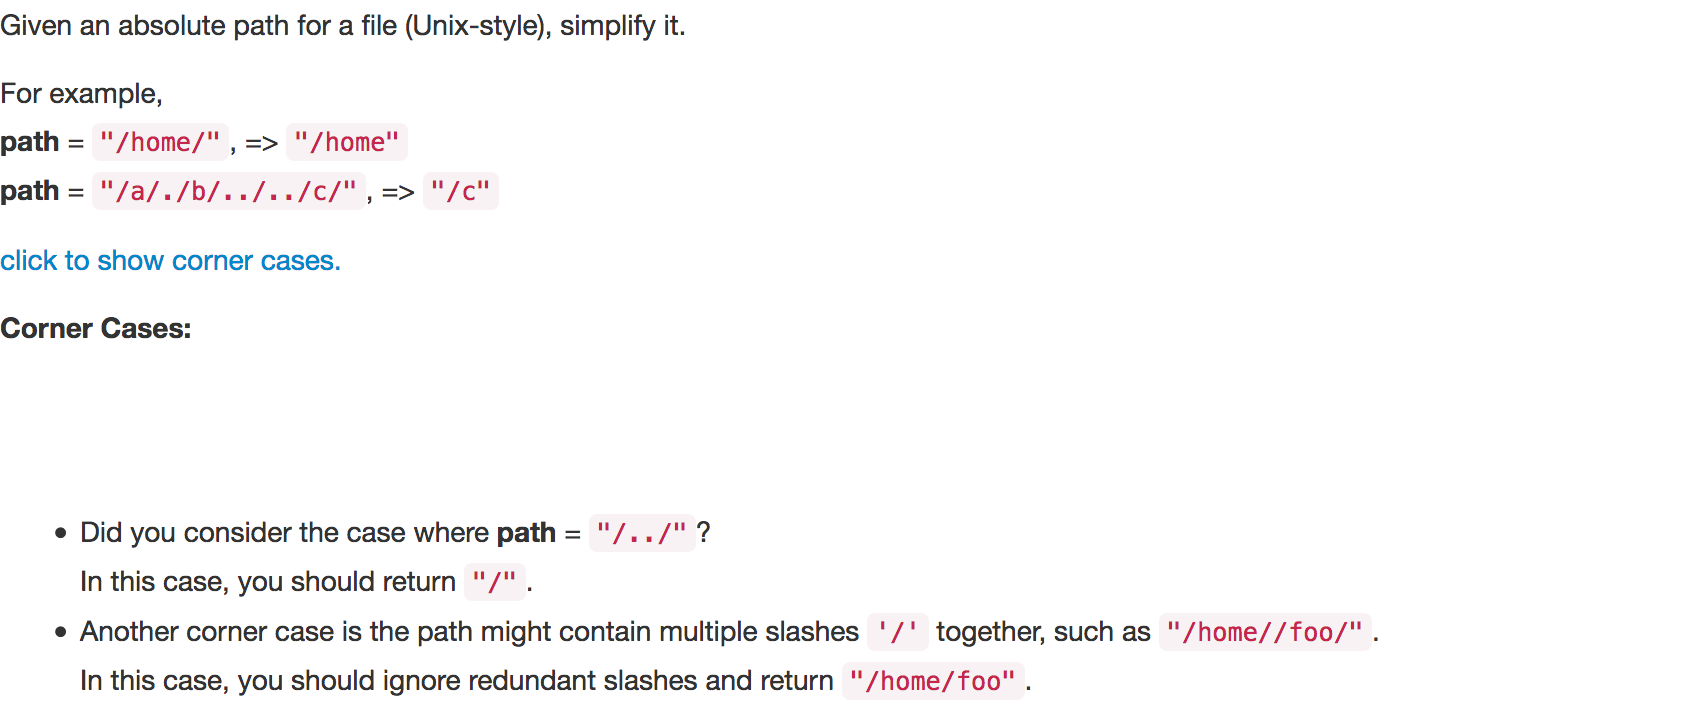 Given an absolute path for a file (Unix-style), simplify it.
For example,
path = "/home/", => "/home"
path = "/a/./b/../../c/", => "/c"
click to show corner cases.
Corner Cases:
• Did you consider the case where path = "/../"?
In this case, you should return "/".
• Another corner case is the path might contain multiple slashes '/' together, such as "/home//foo/".
In this case, you should ignore redundant slashes and return "/home/foo".